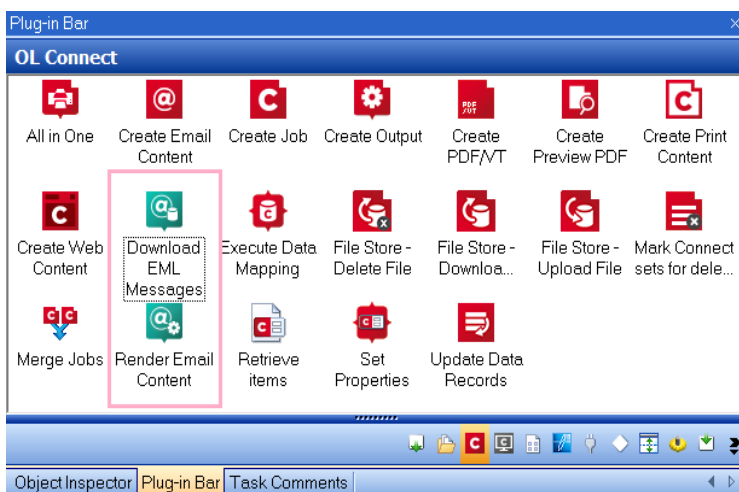 Plug-in Bar
OL Connect
All in One
Create Email Content
Create Job
Create Output
Create PDF/VT
Create Preview PDF
Create Print Content
Create Web Content
Download EML Messages
Execute Data Mapping
File Store - Delete File
File Store - Downloa...
File Store - Upload File
Mark Connect sets for dele...
Merge Jobs
Render Email Content
Retrieve items
Set Properties
Update Data Records
Object Inspector
Plug-in Bar
Task Comments